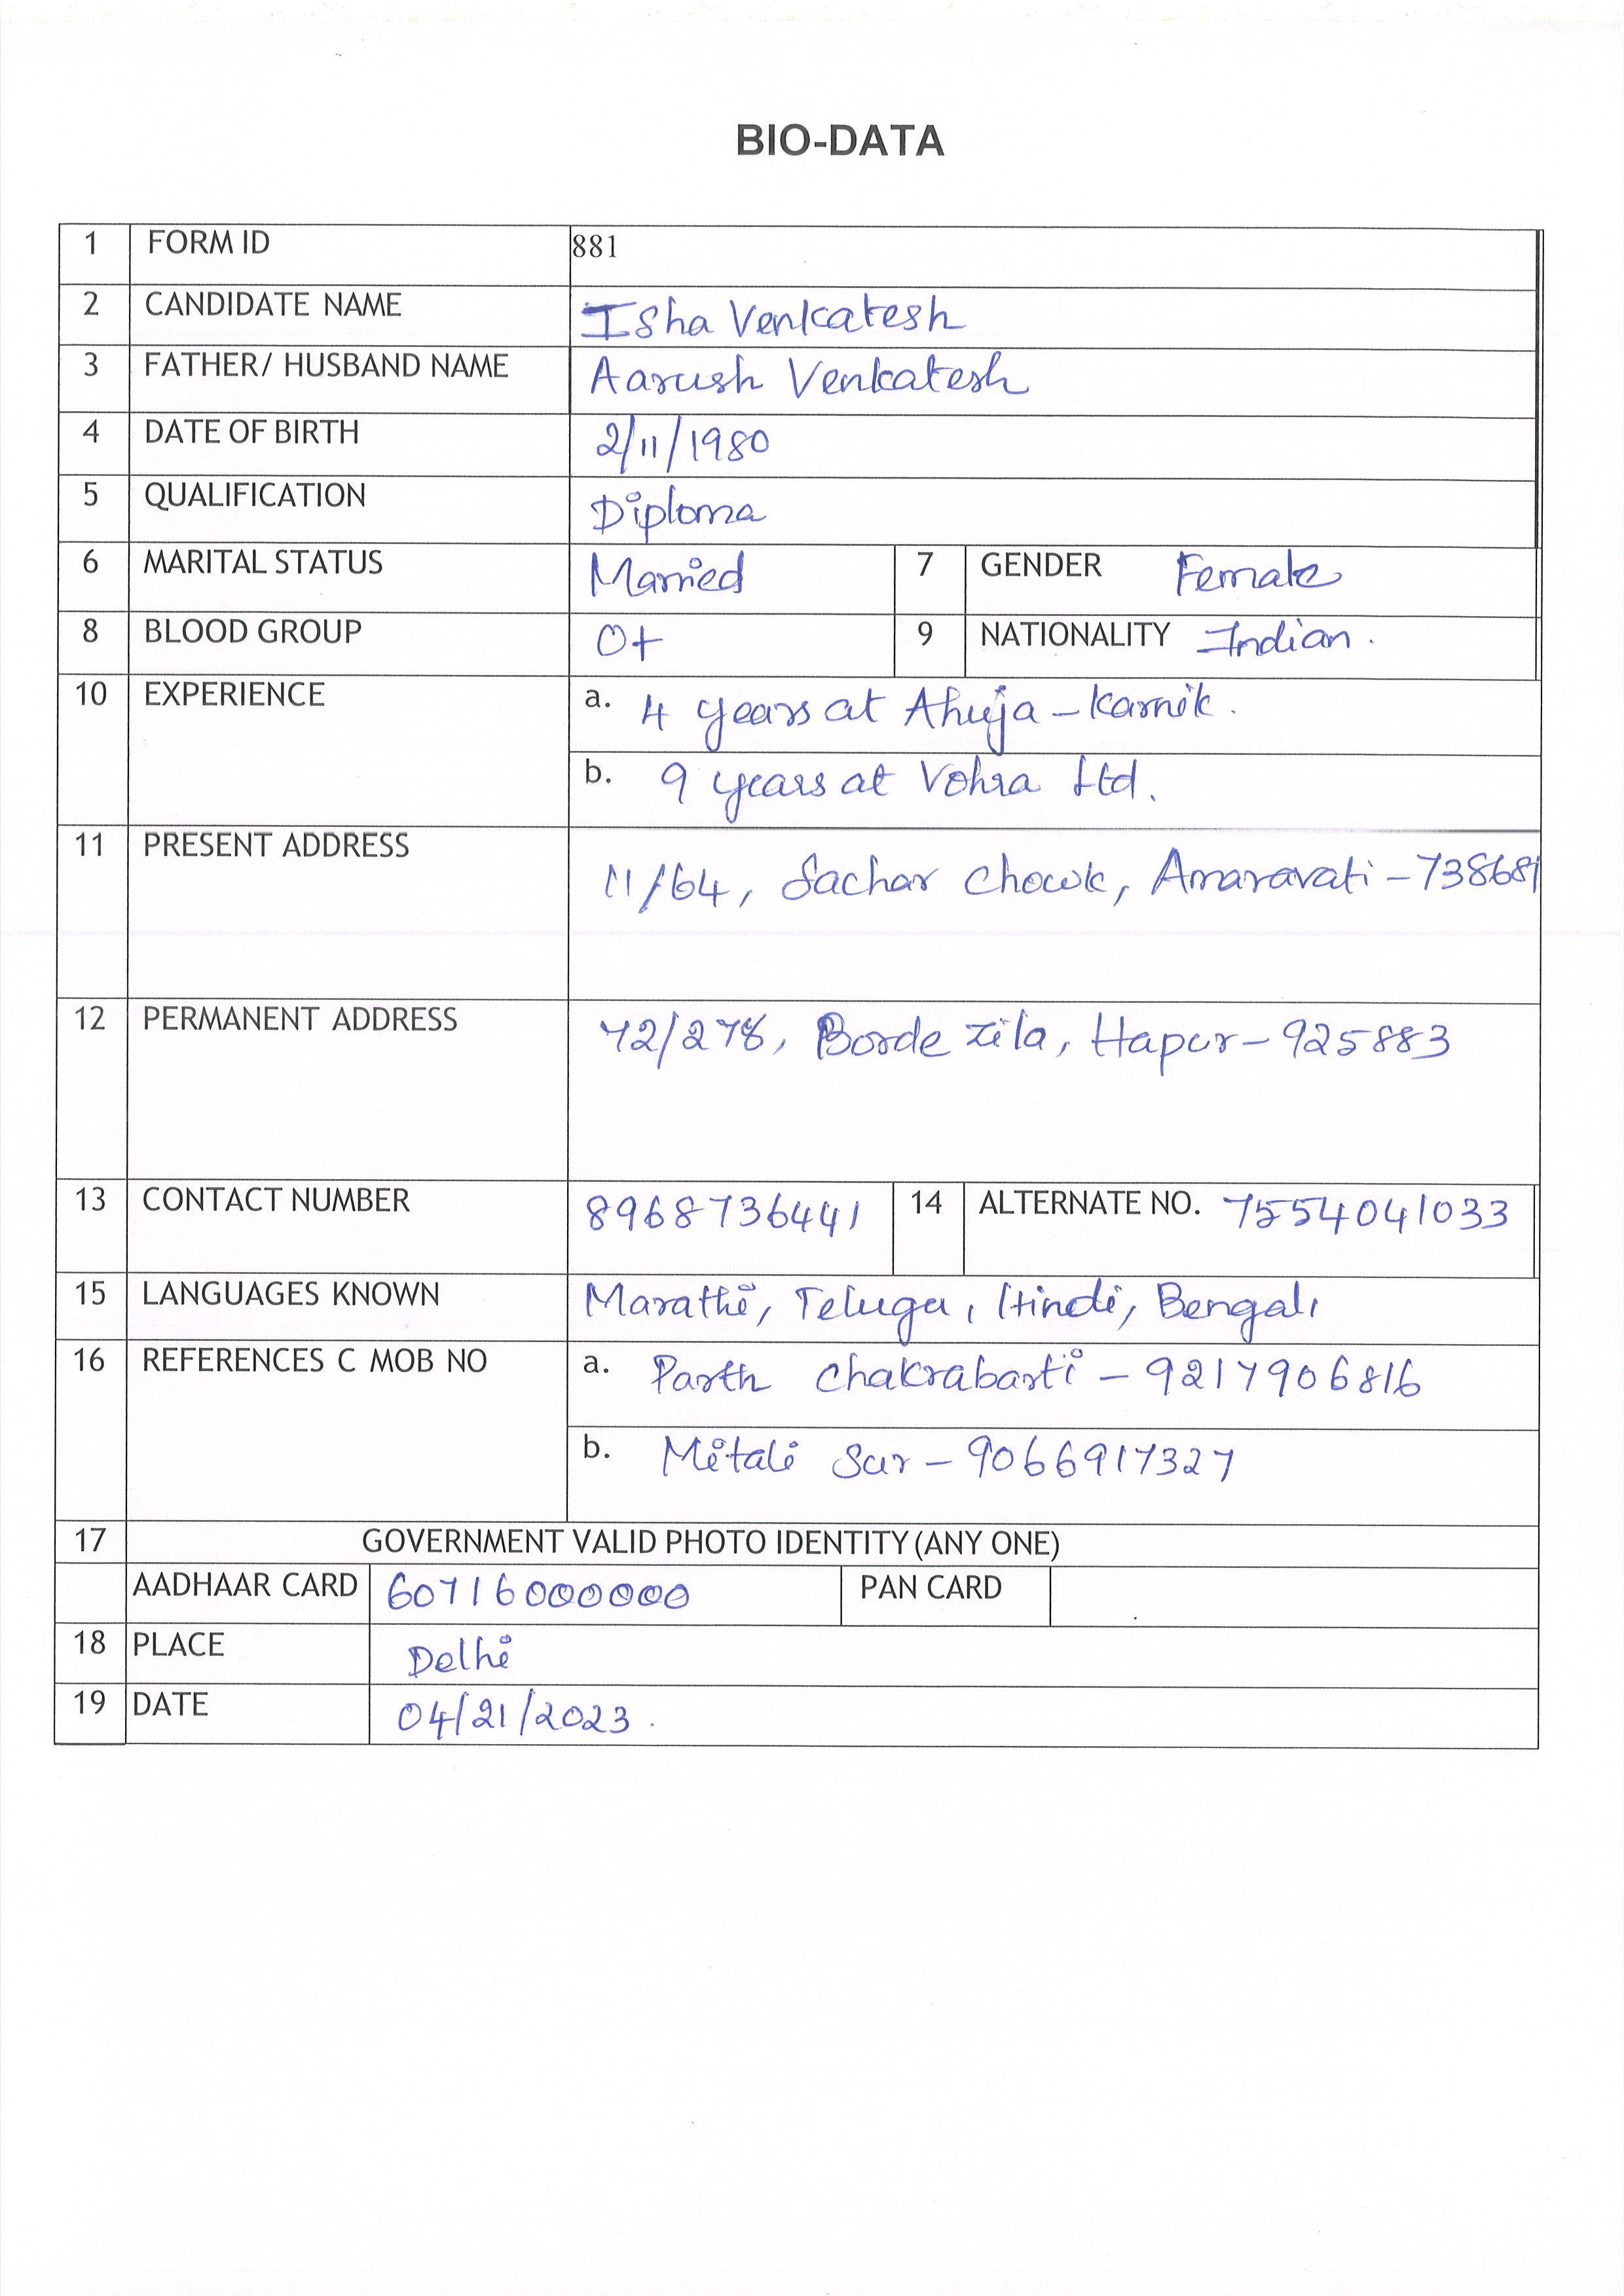 BIO-DATA
1 FORM ID 881
2 CANDIDATE NAME Isha Venkatesh
3 FATHER/ HUSBAND NAME Aarush Venkatesh
4 DATE OF BIRTH 2/11/1980
5 QUALIFICATION Diploma
6 MARITAL STATUS Married 7 GENDER Female
8 BLOOD GROUP O+ 9 NATIONALITY Indian.
10 EXPERIENCE a. 4 years at Ahuja-Karnik.
b. 9 years at Vohra Ltd.
11 PRESENT ADDRESS 11/64, Sachar Chowk, Amaravati-738681
12 PERMANENT ADDRESS 72/278, Borde Zila, Hapur-925883
13 CONTACT NUMBER 8968736441 14 ALTERNATE NO. 7554041033
15 LANGUAGES KNOWN Marathi, Telugu, Hindi, Bengali
16 REFERENCES C MOB NO a. Parth Chakrabarti - 9217906816
b. Mitali Sur - 9066917327
17 GOVERNMENT VALID PHOTO IDENTITY (ANY ONE)
AADHAAR CARD 607160000000 PAN CARD
18 PLACE Delhi
19 DATE 04/21/2023.